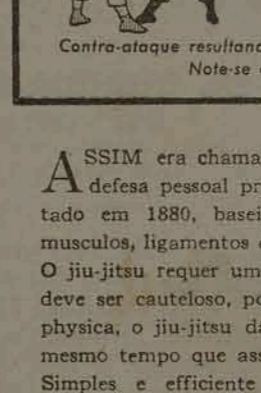 Contra-ataque resultan
Note-se
ASSIM era chama
defesa pessoal pr
tado em 1880, basei
musculos, ligamentos
O jiu-jitsu requer um
deve ser cauteloso, po
physica, o jiu-jitsu da
mesmo tempo que ass
Simples e efficiente